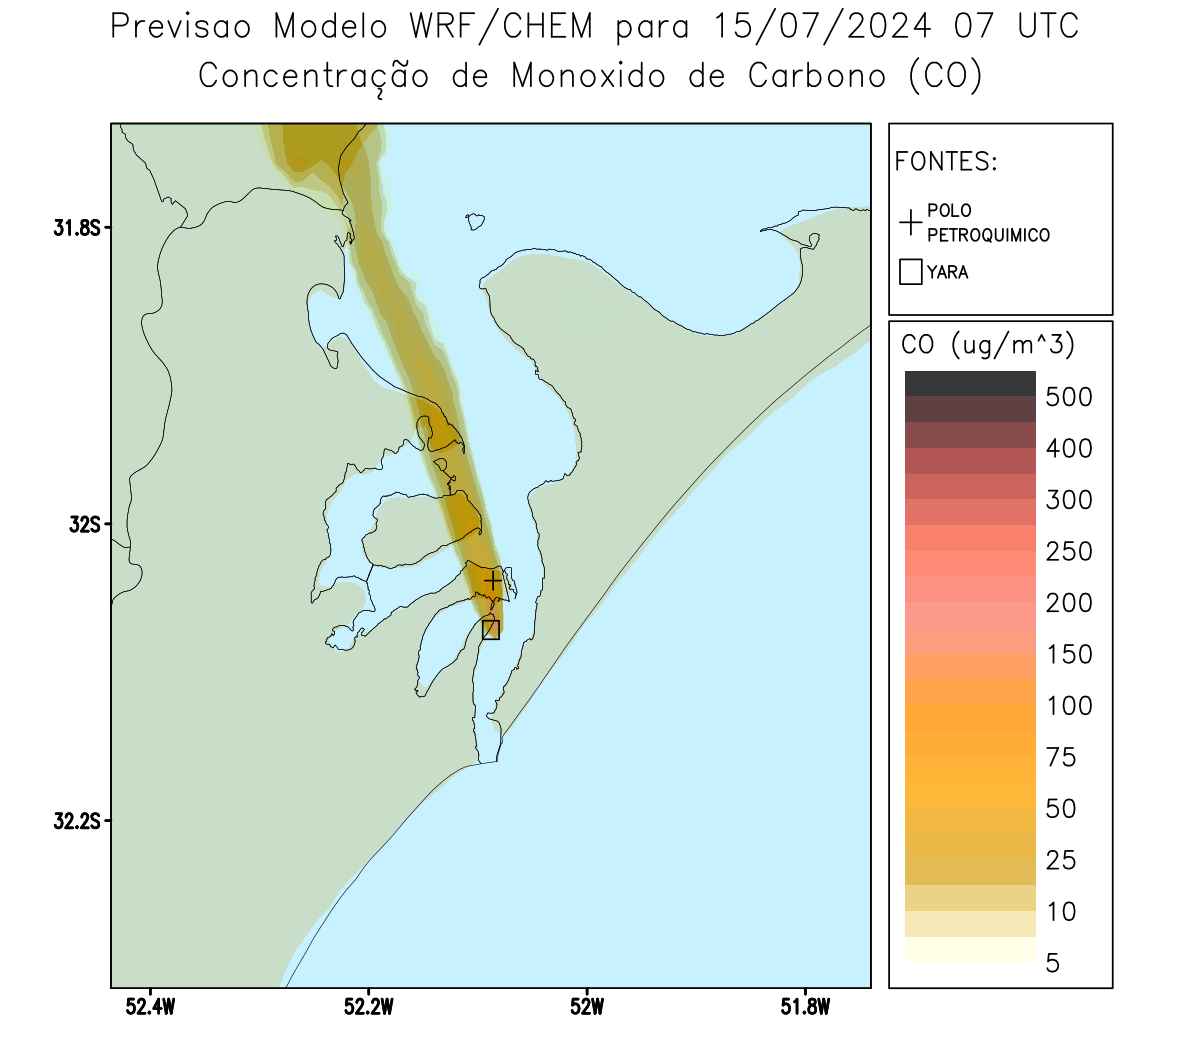 Previsao Modelo WRF/CHEM para 15/07/2024 07 UTC
Concentração de Monoxido de Carbono (CO)
FONTES:
POLO
PETROQUIMICO
YARA
CO (ug/m^3)
500
400
300
250
200
150
100
75
50
25
10
5
31.8S
32S
32.2S
52.4W
52.2W
52W
51.8W